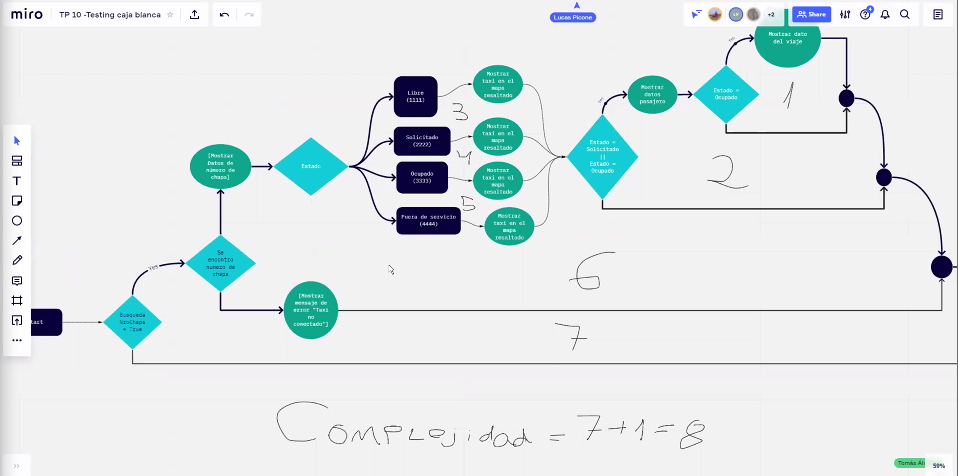 miro
TP 10 -Testing caja blanca
Lucas Picone
+2
Share
Mostrar dato
del viaje
Yes
Libre
(1111)
Mostrar
taxi en el
mapa
resaltado
3
Yes
Mostrar
datos
pasajero
Estado =
Ocupado
1
[Mostrar
Datos de
número de
chapa]
Estado
Solicitado
(2222)
Mostrar
taxi en el
mapa
resaltado
4
Estado =
Solicitado
||
Estado =
Ocupado
2
Ocupado
(3333)
Mostrar
taxi en el
mapa
resaltado
5
Fuera de servicio
(4444)
Mostrar
taxi en el
mapa
resaltado
Se
encontro
numero de
chapa
Yes
6
[Mostrar
mensaje de
error "Taxi
no
conectado"]
tart
Busqueda
NroChapa
= True
7
Complejidad = 7+1=8
Tomás Al
59%